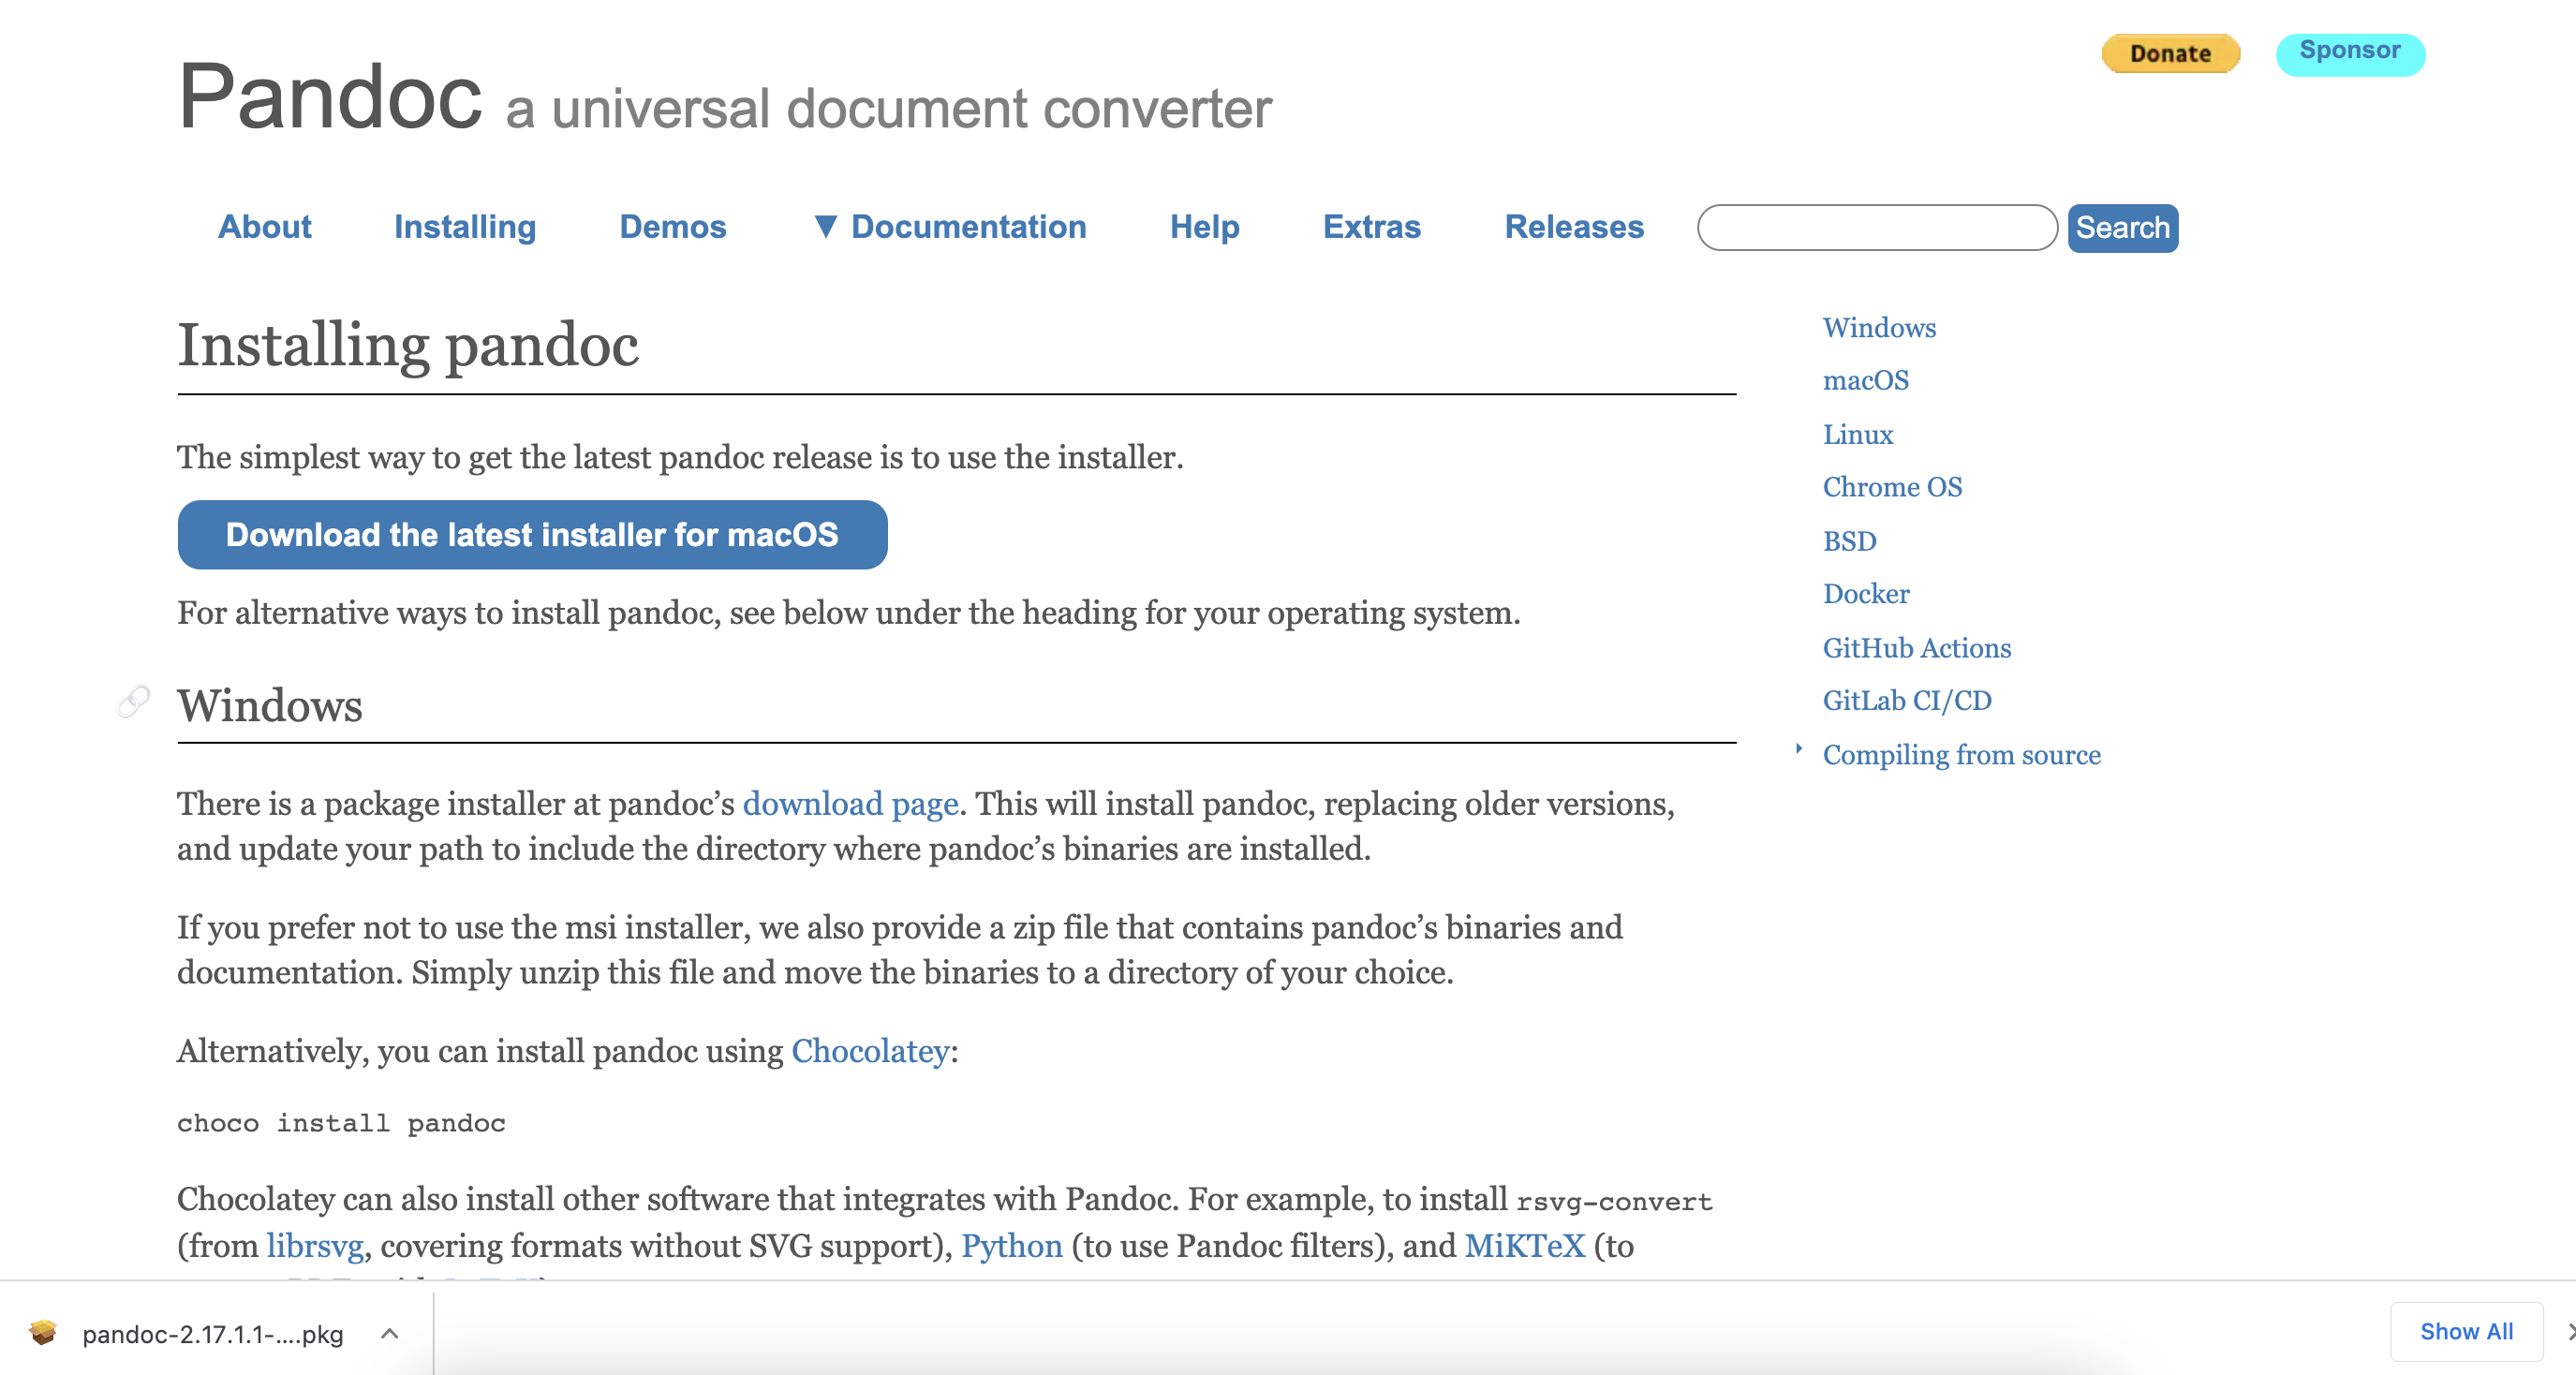 Donate
Sponsor
Pandoc a universal document converter
About Installing Demos ▼ Documentation Help Extras Releases Search
Installing pandoc
The simplest way to get the latest pandoc release is to use the installer.
Download the latest installer for macOS
For alternative ways to install pandoc, see below under the heading for your operating system.
Windows
There is a package installer at pandoc’s download page. This will install pandoc, replacing older versions,
and update your path to include the directory where pandoc’s binaries are installed.
If you prefer not to use the msi installer, we also provide a zip file that contains pandoc’s binaries and
documentation. Simply unzip this file and move the binaries to a directory of your choice.
Alternatively, you can install pandoc using Chocolatey:
choco install pandoc
Chocolatey can also install other software that integrates with Pandoc. For example, to install rsvg-convert
(from librsvg, covering formats without SVG support), Python (to use Pandoc filters), and MiKTeX (to
Windows
macOS
Linux
Chrome OS
BSD
Docker
GitHub Actions
GitLab CI/CD
Compiling from source
pandoc-2.17.1.1-....pkg
Show All